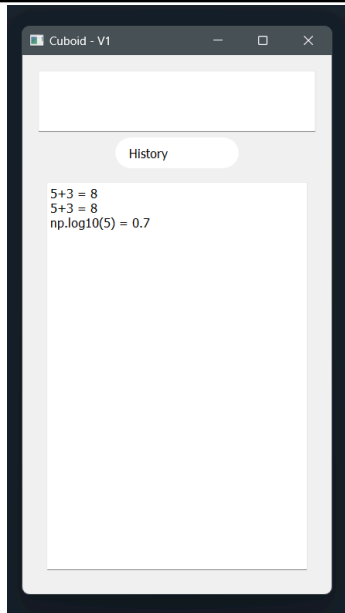 Cuboid - V1
History
5+3 = 8
5+3 = 8
np.log10(5) = 0.7